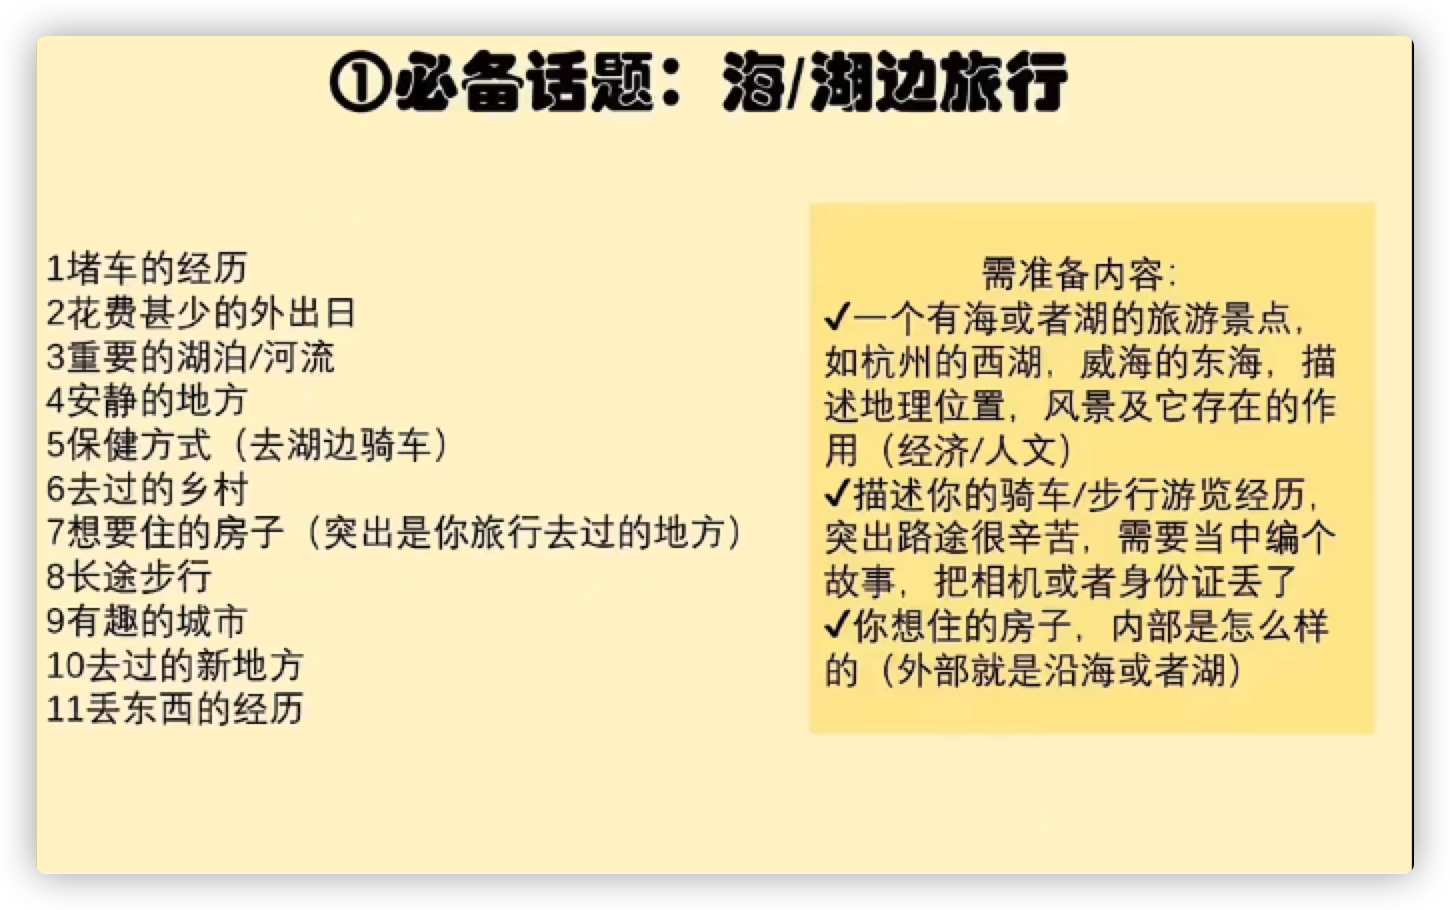 ①必备话题：海/湖边旅行
1堵车的经历
2花费甚少的外出日
3重要的湖泊/河流
4安静的地方
5保健方式（去湖边骑车）
6去过的乡村
7想要住的房子（突出是你旅行去过的地方）
8长途步行
9有趣的城市
10去过的新地方
11丢东西的经历
需准备内容：
✓一个有海或者湖的旅游景点，
如杭州的西湖，威海的东海，描
述地理位置，风景及它存在的作
用（经济/人文）
✓描述你的骑车/步行游览经历，
突出路途很辛苦，需要当中编个
故事，把相机或者身份证丢了
✓你想住的房子，内部是怎么样
的（外部就是沿海或者湖）